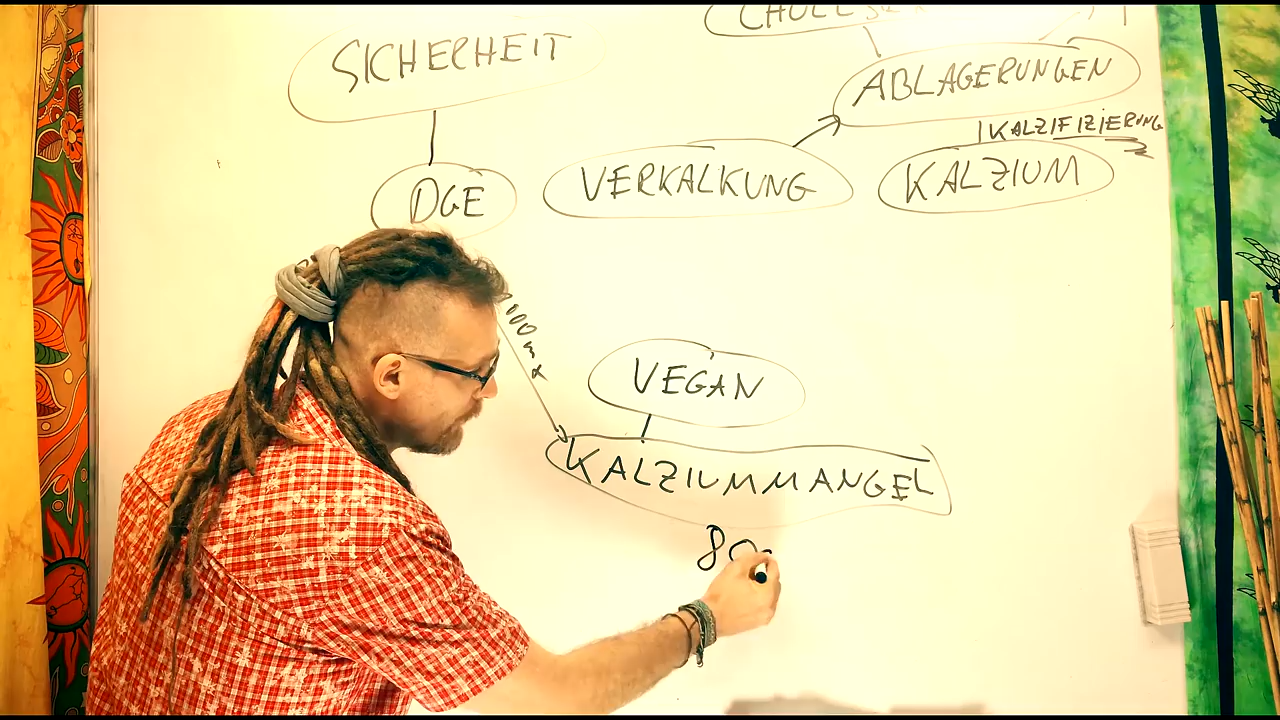 SICHERHEIT
ABLAGERUNGEN
KALZIFIZIERUNG
DGE
VERKALKUNG
KALZIUM
VEGAN
KALZIUMMANGEL